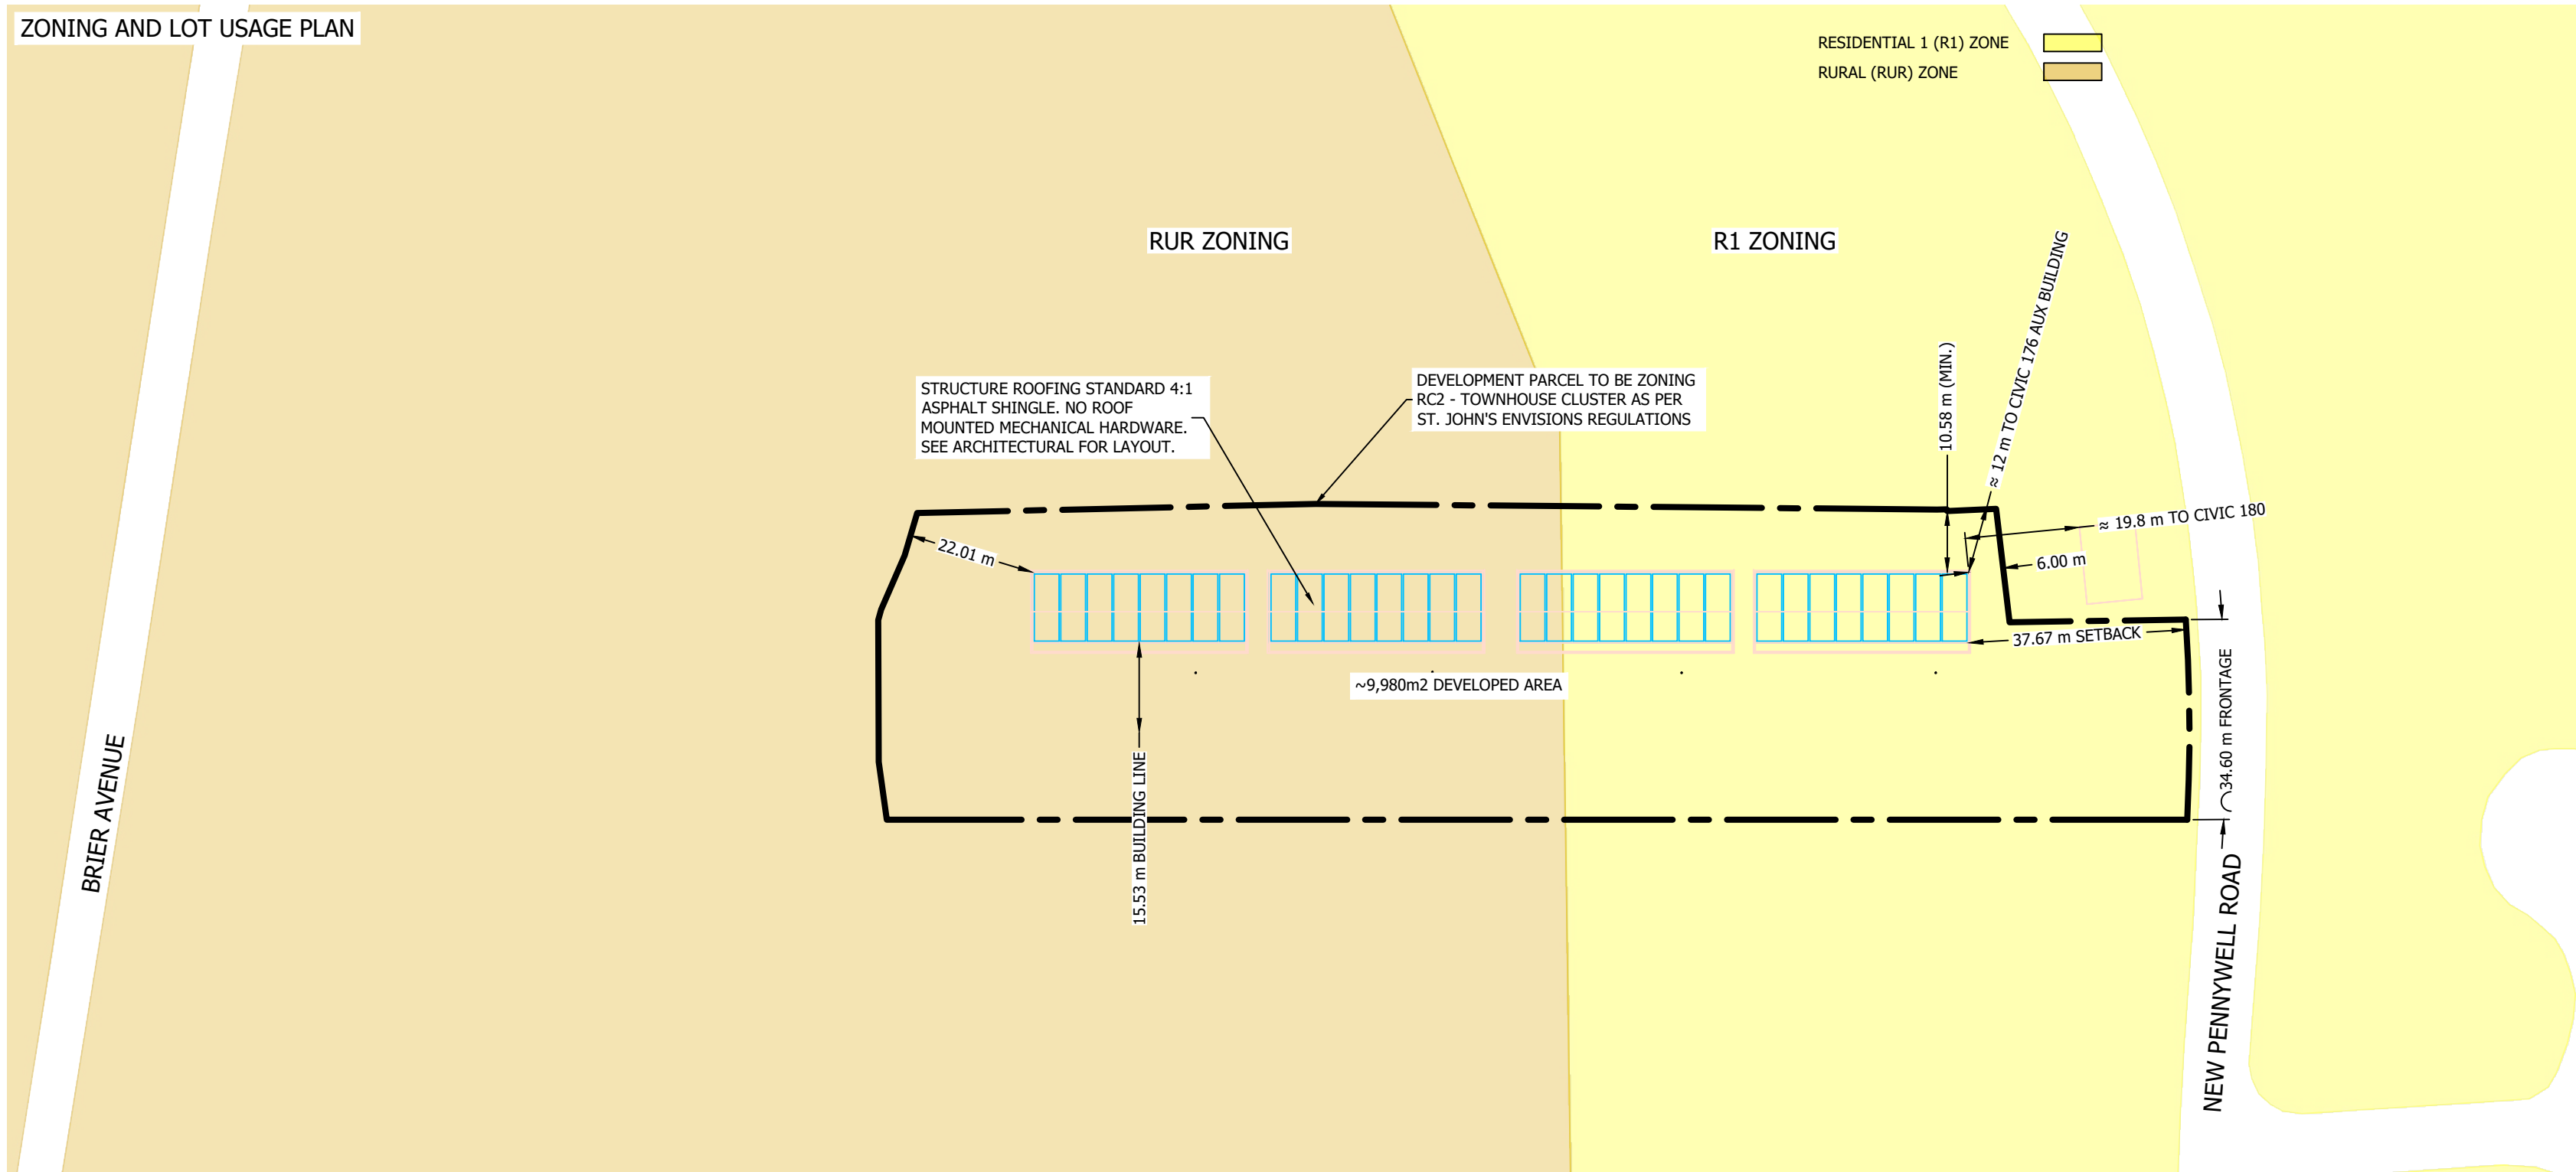 ZONING AND LOT USAGE PLAN
RESIDENTIAL 1 (R1) ZONE
RURAL (RUR) ZONE
RUR ZONING
R1 ZONING
STRUCTURE ROOFING STANDARD 4:1
ASPHALT SHINGLE. NO ROOF
MOUNTED MECHANICAL HARDWARE.
SEE ARCHITECTURAL FOR LAYOUT.
DEVELOPMENT PARCEL TO BE ZONING
RC2 - TOWNHOUSE CLUSTER AS PER
ST. JOHN'S ENVISIONS REGULATIONS
10.58 m (MIN.)
≈ 12 m TO CIVIC 176 AUX BUILDING
≈ 19.8 m TO CIVIC 180
22.01 m
6.00 m
37.67 m SETBACK
~9,980m2 DEVELOPED AREA
34.60 m FRONTAGE
15.53 m BUILDING LINE
BRIER AVENUE
NEW PENNYWELL ROAD